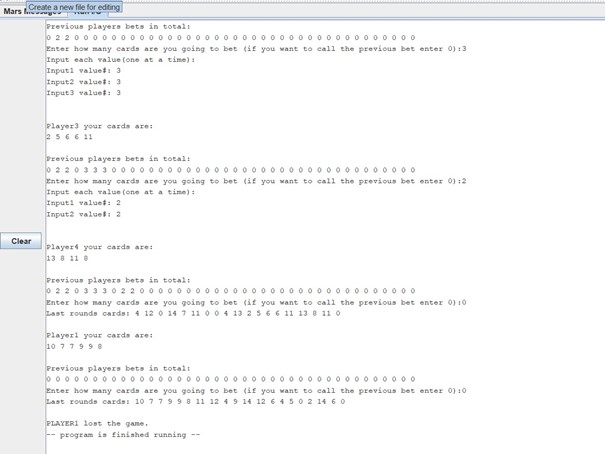 Create a new file for editing
Mars Messages
Previous players bets in total:
0 2 2 0 0 0 0 0 0 0 0 0 0 0 0 0 0 0 0 0 0 0 0 0 0 0 0 0 0 0 0 0 0 0 0 0 0 0 0 0
Enter how many cards are you going to bet (if you want to call the previous bet enter 0):3
Input each value(one at a time):
Input1 value#: 3
Input2 value#: 3
Input3 value#: 3
Player3 your cards are:
2 5 6 6 11
Previous players bets in total:
0 2 2 0 3 3 3 0 0 0 0 0 0 0 0 0 0 0 0 0 0 0 0 0 0 0 0 0 0 0 0 0 0 0 0 0 0 0 0 0
Enter how many cards are you going to bet (if you want to call the previous bet enter 0):2
Input each value(one at a time):
Input1 value#: 2
Input2 value#: 2
Clear
Player4 your cards are:
13 8 11 8
Previous players bets in total:
0 2 2 0 3 3 3 0 2 2 0 0 0 0 0 0 0 0 0 0 0 0 0 0 0 0 0 0 0 0 0 0 0 0 0 0 0 0 0 0
Enter how many cards are you going to bet (if you want to call the previous bet enter 0):0
Last rounds cards: 4 12 0 14 7 11 0 0 4 13 2 5 6 6 11 13 8 11 0
Player1 your cards are:
10 7 7 9 9 8
Previous players bets in total:
0 0 0 0 0 0 0 0 0 0 0 0 0 0 0 0 0 0 0 0 0 0 0 0 0 0 0 0 0 0 0 0 0 0 0 0 0 0 0 0
Enter how many cards are you going to bet (if you want to call the previous bet enter 0):0
Last rounds cards: 10 7 7 9 9 8 11 12 4 9 14 12 6 4 5 0 2 14 6 0
PLAYER1 lost the game.
-- program is finished running --